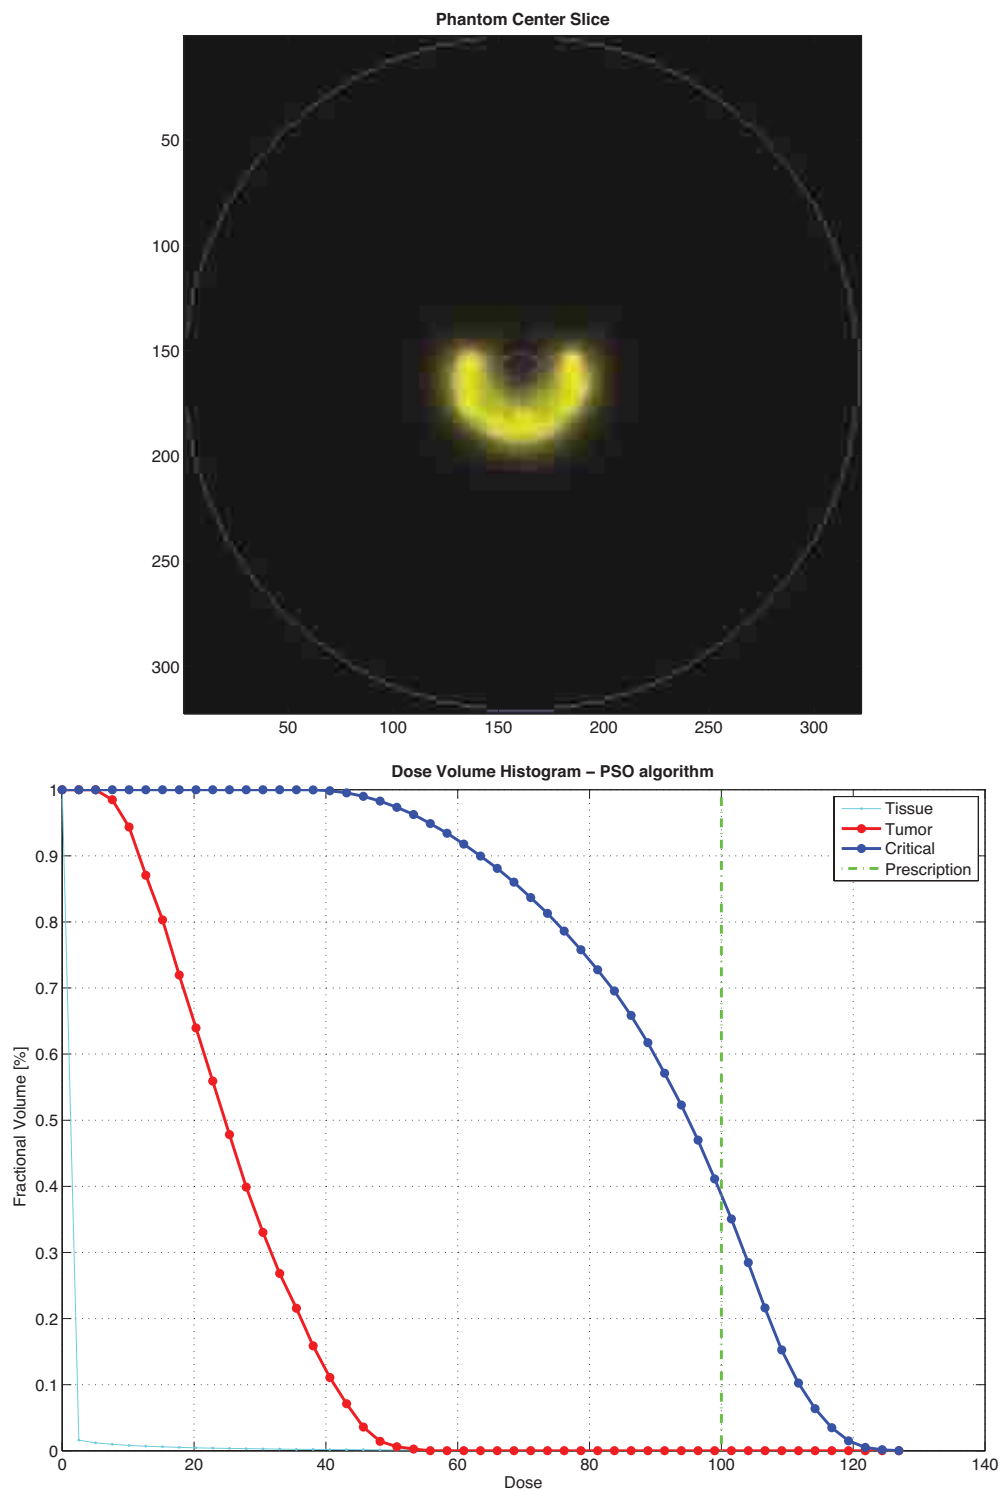 Phantom Center Slice
50
100
150
200
250
300
50 100 150 200 250 300
Dose Volume Histogram – PSO algorithm
1
0.9
0.8
0.7
0.6
0.5
0.4
0.3
0.2
0.1
0
Fractional Volume [%]
Tissue
Tumor
Critical
Prescription
0 20 40 60 80 100 120 140
Dose